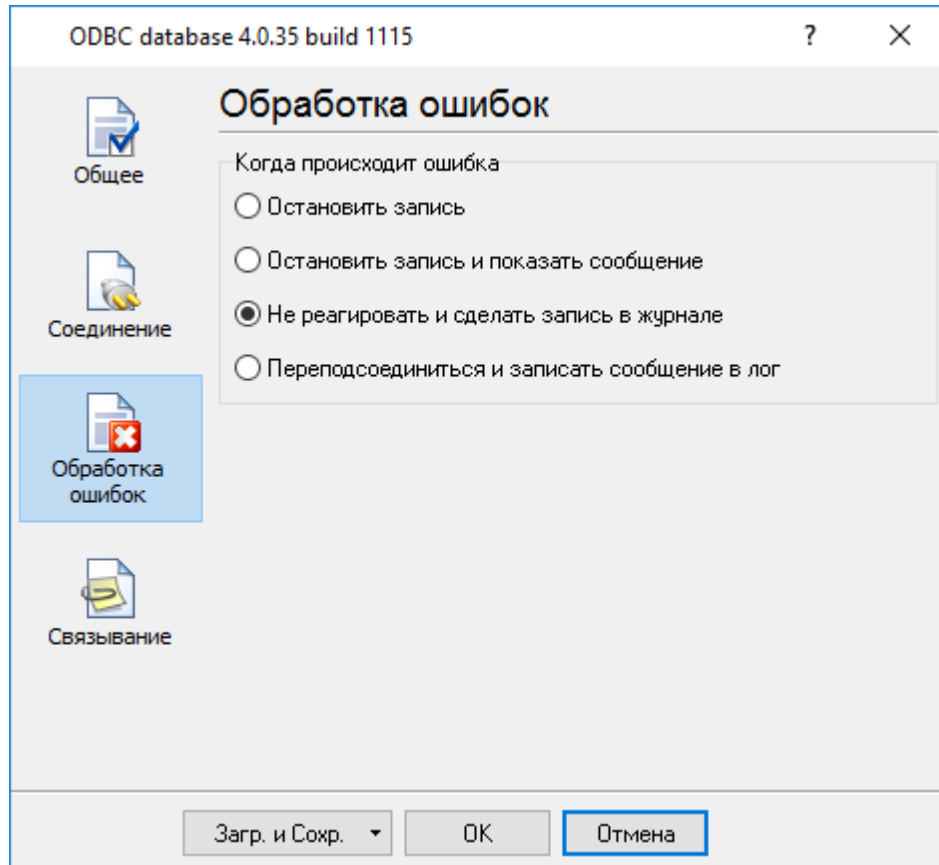 ODBC database 4.0.35 build 1115
?
Общее
Соединение
Обработка
ошибок
Связывание
Обработка ошибок
Когда происходит ошибка
Остановить запись
Остановить запись и показать сообщение
Не реагировать и сделать запись в журнале
Переподсоединиться и записать сообщение в лог
Загр. и Сохр.
OK
Отмена